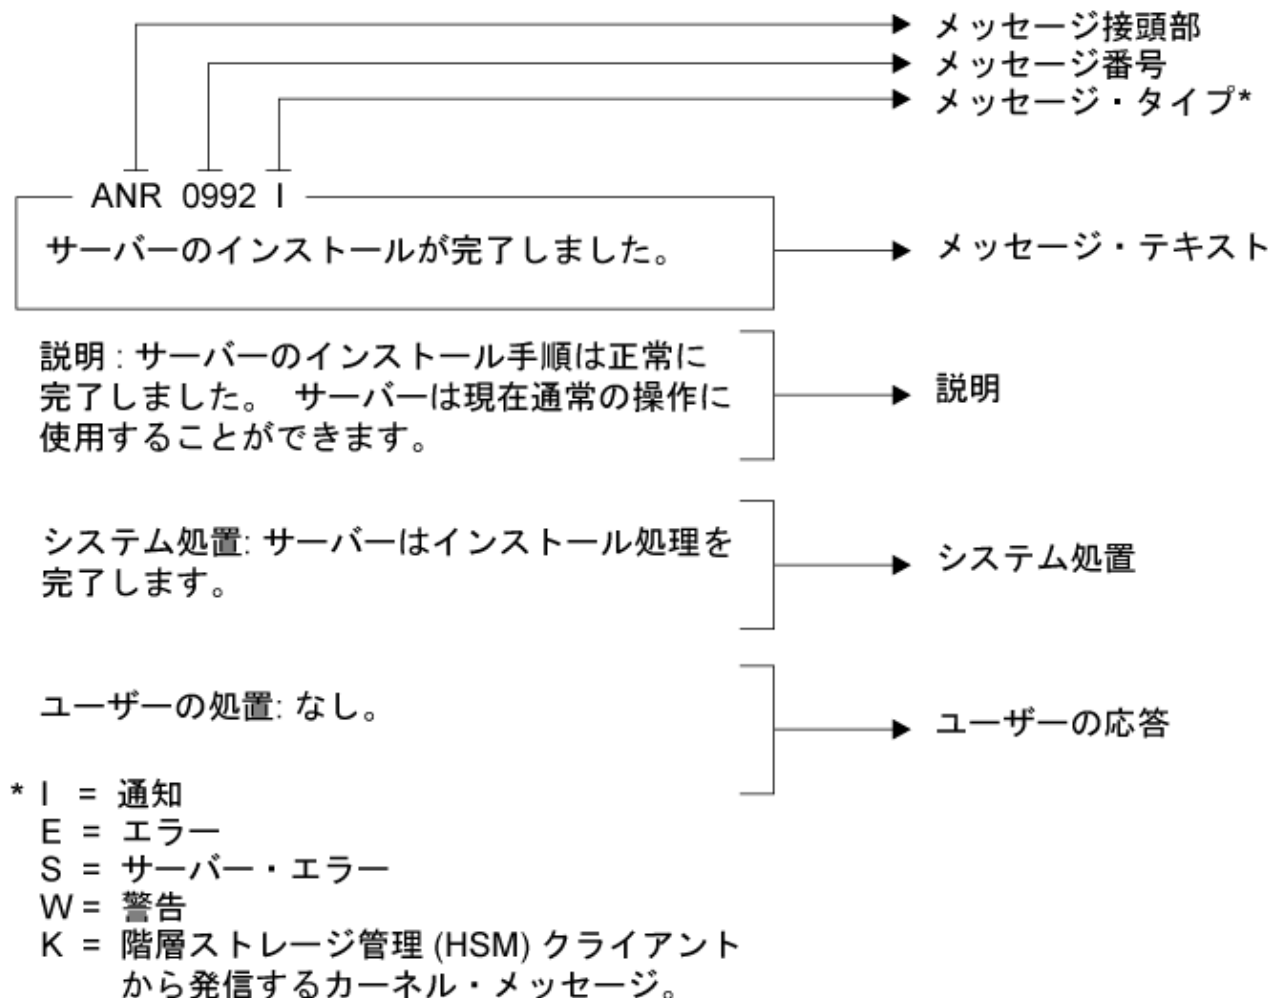 メッセージ接頭部
メッセージ番号
メッセージ・タイプ*
ANR 0992 I
サーバーのインストールが完了しました。
メッセージ・テキスト
説明 : サーバーのインストール手順は正常に
完了しました。 サーバーは現在通常の操作に
使用することができます。
説明
システム処置: サーバーはインストール処理を
完了します。
システム処置
ユーザーの処置: なし。
ユーザーの応答
* I = 通知
E = エラー
S = サーバー・エラー
W = 警告
K = 階層ストレージ管理 (HSM) クライアント
から発信するカーネル・メッセージ。